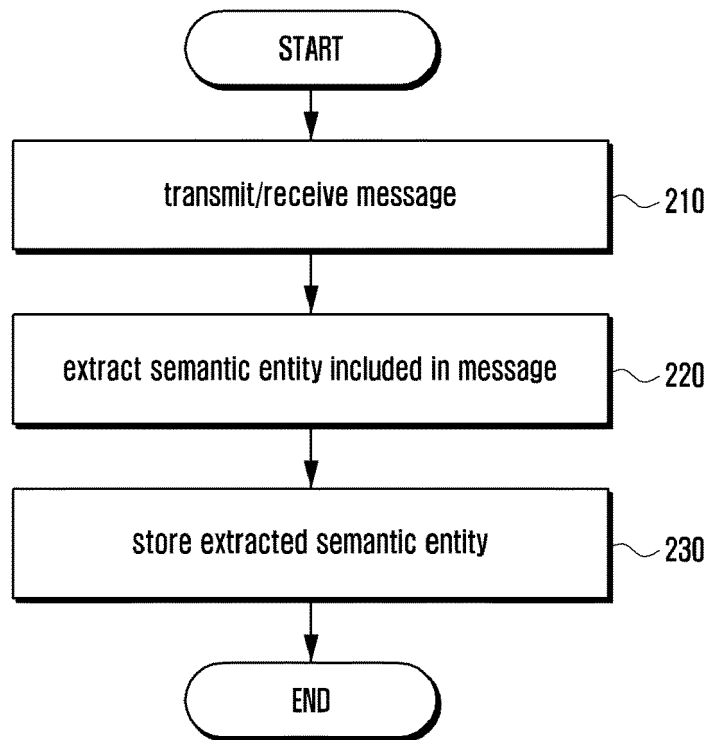 START
transmit/receive message
210
extract semantic entity included in message
220
store extracted semantic entity
230
END